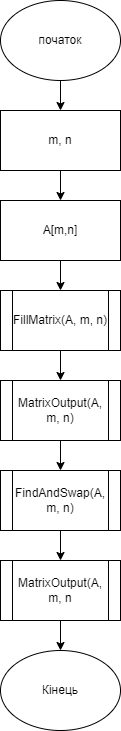 початок
m, n
A[m,n]
FillMatrix(A, m, n)
MatrixOutput(A,
m, n)
FindAndSwap(A,
m, n)
MatrixOutput(A,
m, n
Кінець